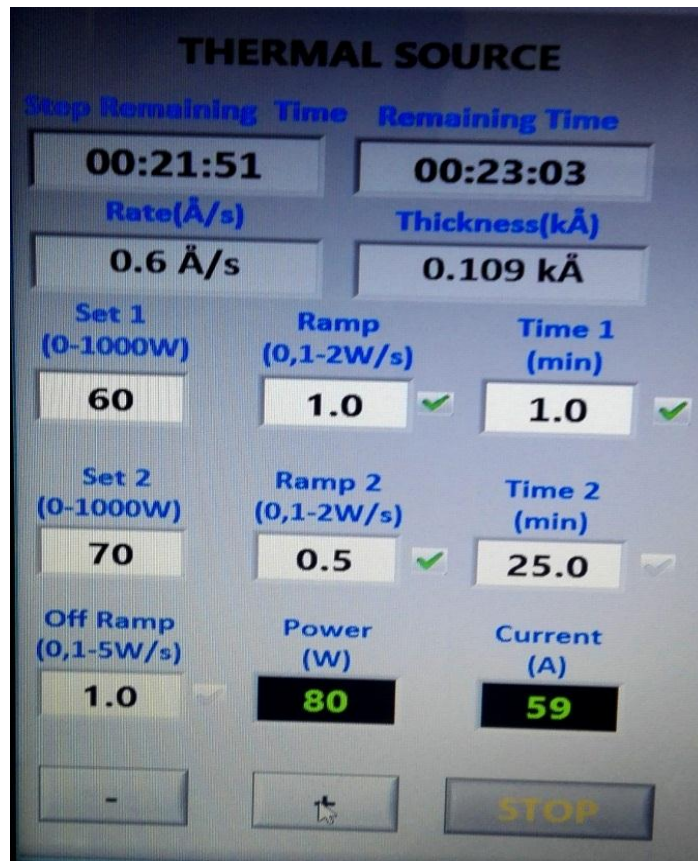 THERMAL SOURCE
Step Remaining Time Remaining Time
00:21:51 00:23:03
Rate(Å/s) Thickness(kÅ)
0.6 Å/s 0.109 kÅ
Set 1 Ramp Time 1
(0-1000W) (0,1-2W/s) (min)
60 1.0 1.0
Set 2 Ramp 2 Time 2
(0-1000W) (0,1-2W/s) (min)
70 0.5 25.0
Off Ramp Power Current
(0,1-5W/s) (W) (A)
1.0 80 59
- + STOP